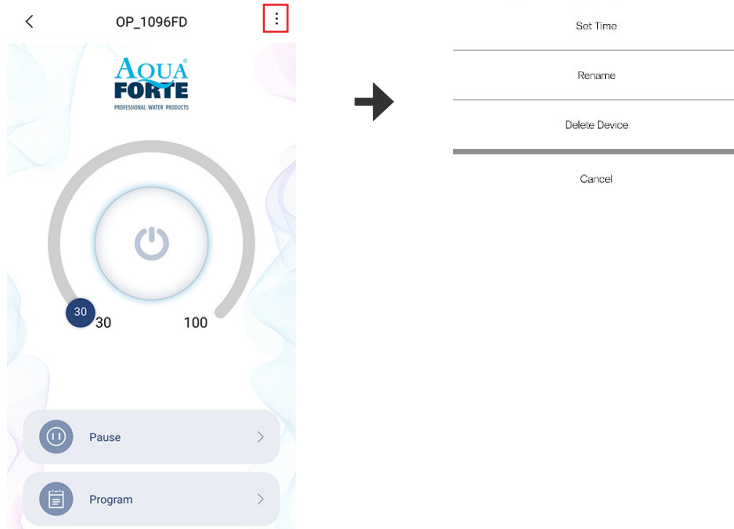 OP_1096FD
AQUA
FORTE
PROFESSIONAL WATER PRODUCTS
30
30
100
Pause
Program
Set Time
Rename
Delete Device
Cancel